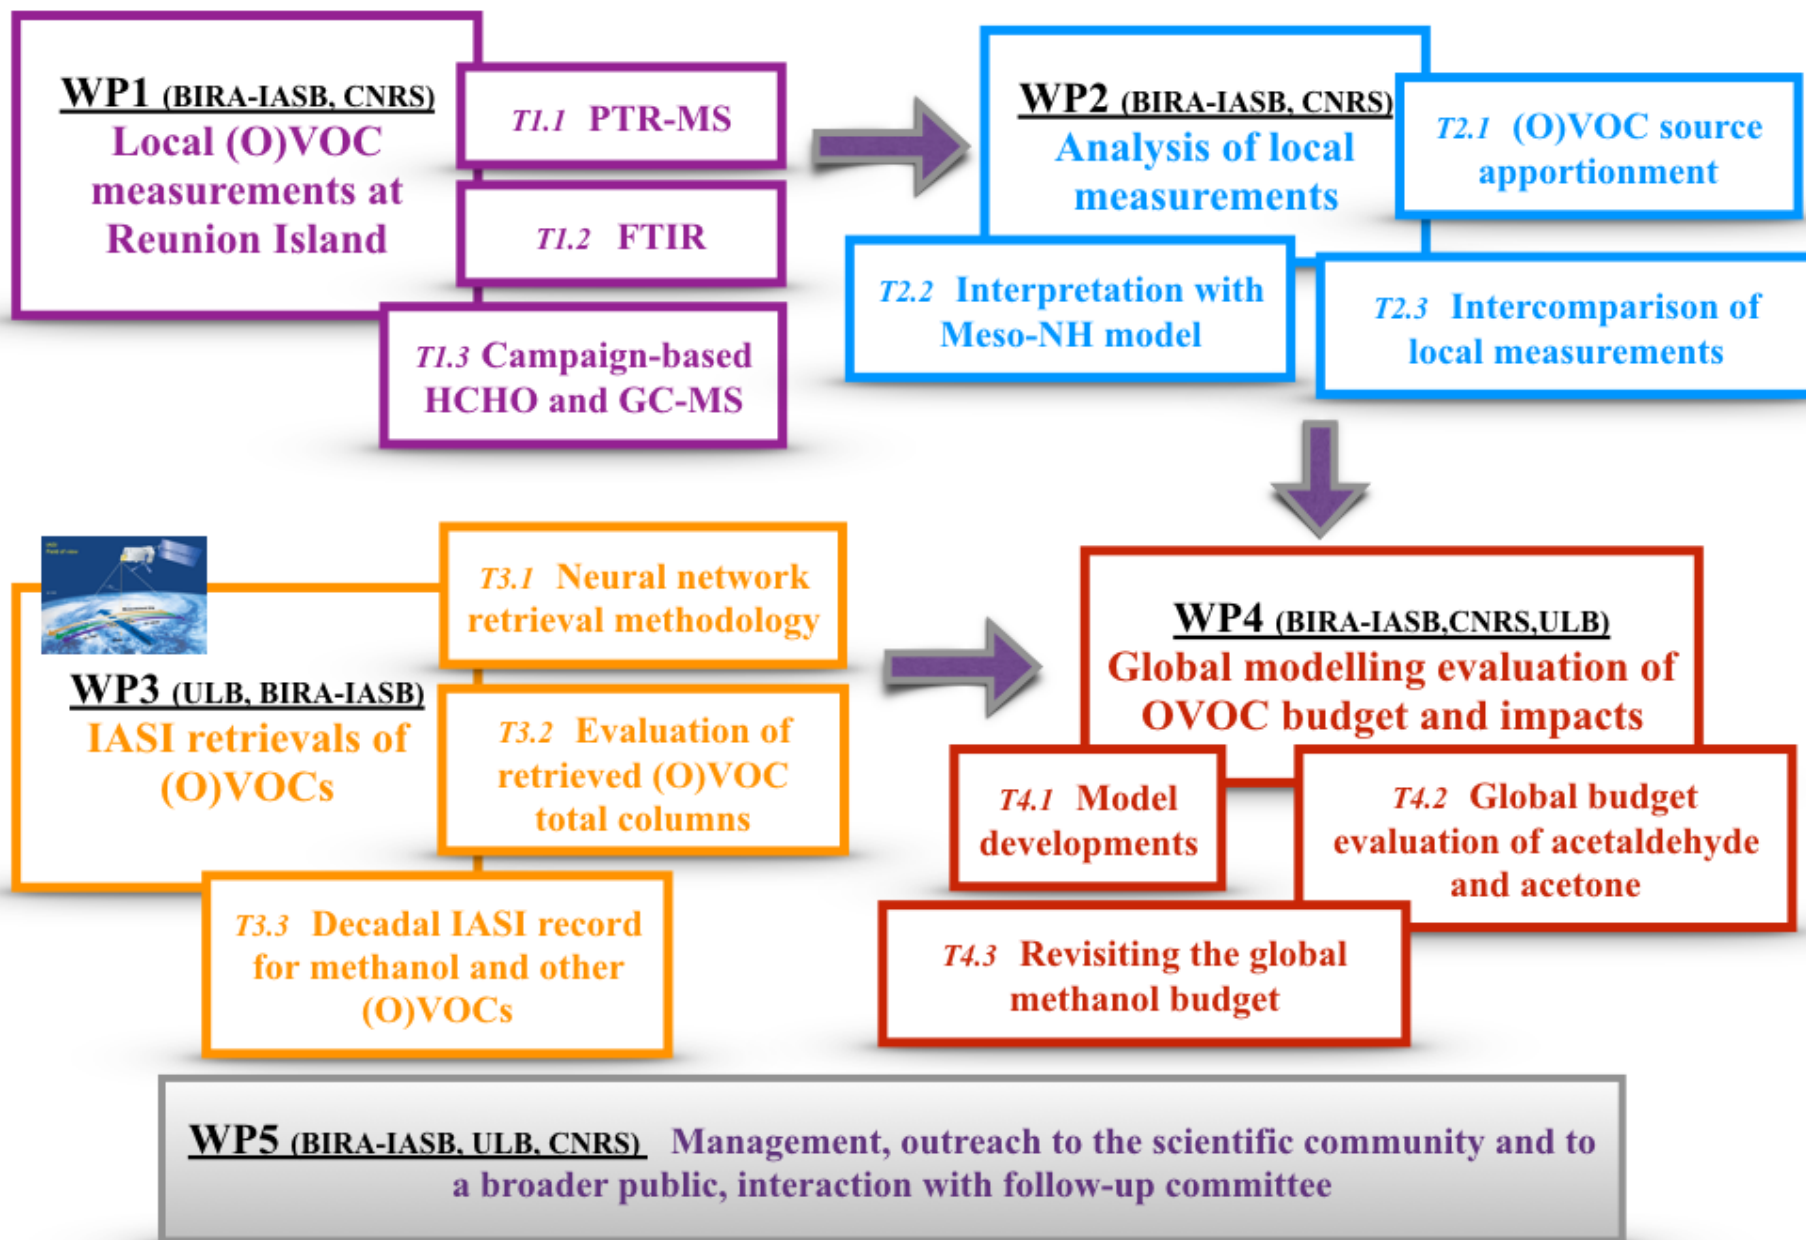 WP1 (BIRA-IASB, CNRS)
Local (O)VOC
measurements at
Reunion Island
T1.1 PTR-MS
T1.2 FTIR
T1.3 Campaign-based
HCHO and GC-MS
WP2 (BIRA-IASB, CNRS)
Analysis of local
measurements
T2.1 (O)VOC source
apportionment
T2.2 Interpretation with
Meso-NH model
T2.3 Intercomparison of
local measurements
WP3 (ULB, BIRA-IASB)
IASI retrievals of
(O)VOCs
T3.1 Neural network
retrieval methodology
T3.2 Evaluation of
retrieved (O)VOC
total columns
T3.3 Decadal IASI record
for methanol and other
(O)VOCs
WP4 (BIRA-IASB,CNRS,ULB)
Global modelling evaluation of
OVOC budget and impacts
T4.1 Model
developments
T4.2 Global budget
evaluation of acetaldehyde
and acetone
T4.3 Revisiting the global
methanol budget
WP5 (BIRA-IASB, ULB, CNRS) Management, outreach to the scientific community and to
a broader public, interaction with follow-up committee